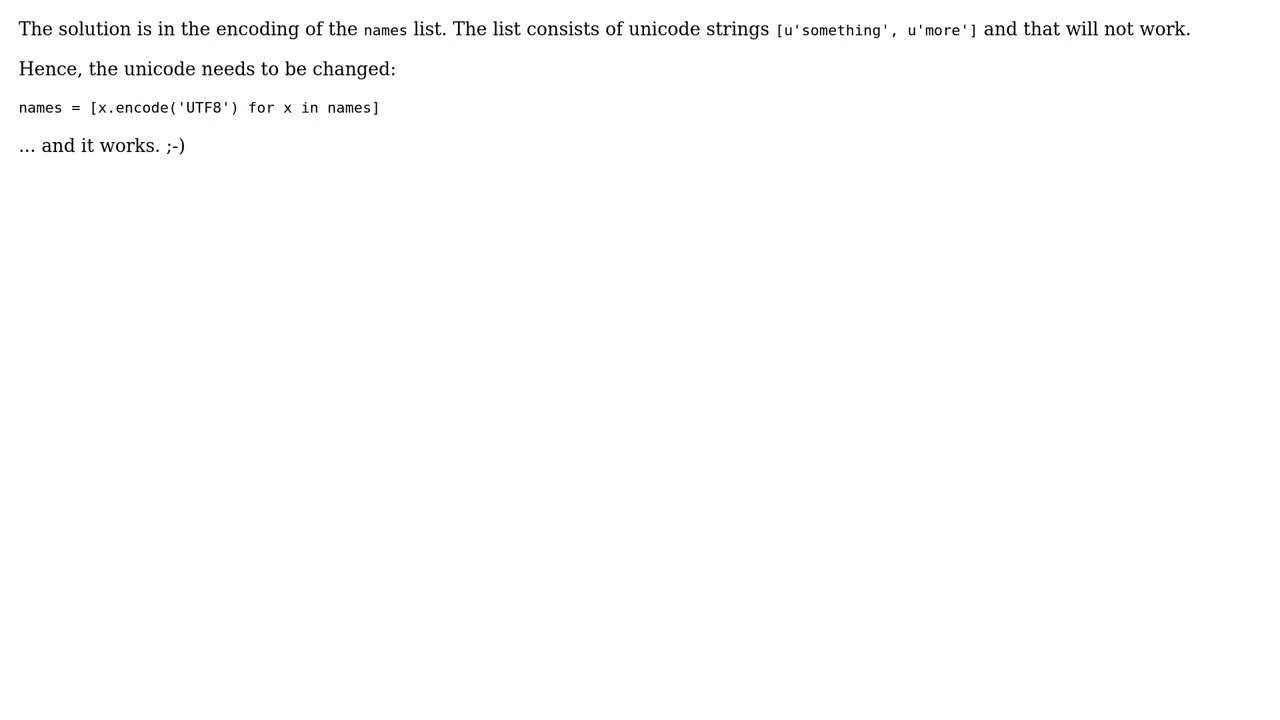 The solution is in the encoding of the names list. The list consists of unicode strings [u'something', u'more'] and that will not work.
Hence, the unicode needs to be changed:
names = [x.encode('UTF8') for x in names]
... and it works. ;-)